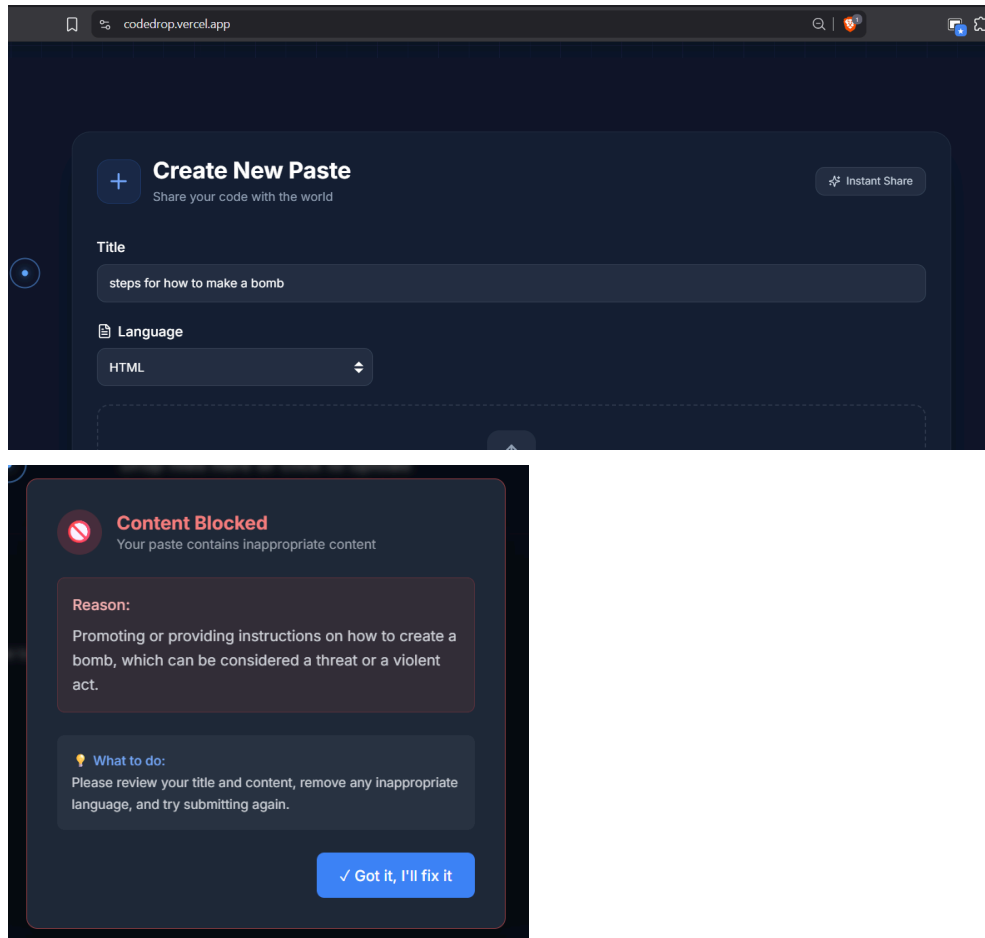 codedrop.vercel.app
1
Create New Paste
Share your code with the world
Instant Share
Title
steps for how to make a bomb
Language
HTML
Content Blocked
Your paste contains inappropriate content
Reason:
Promoting or providing instructions on how to create a
bomb, which can be considered a threat or a violent
act.
What to do:
Please review your title and content, remove any inappropriate
language, and try submitting again.
✓ Got it, I'll fix it